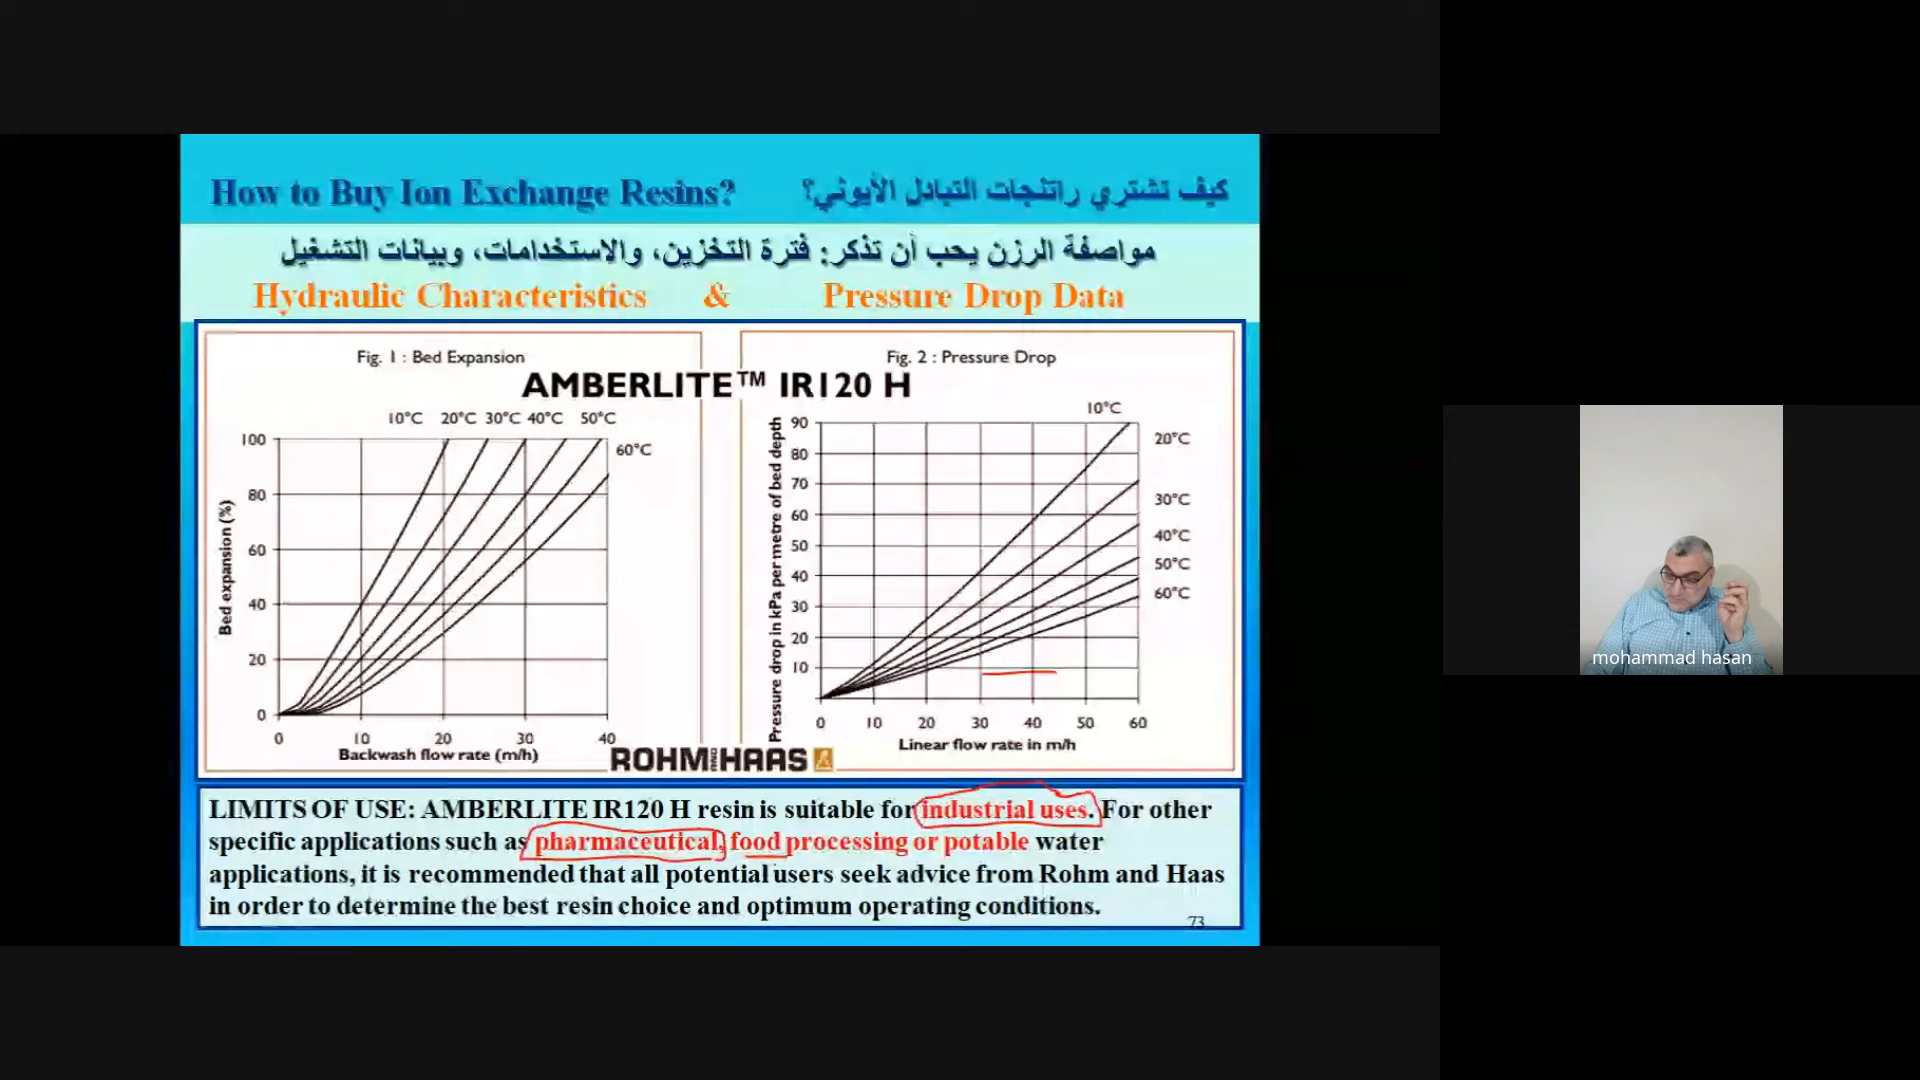 How to Buy Ion Exchange Resins? كيف تشتري راتنجات التبادل الأيوني؟
مواصفة الرزن يحب أن تذكر: فترة التخزين، والاستخدامات، وبيانات التشغيل
Hydraulic Characteristics & Pressure Drop Data
Fig. 1 : Bed Expansion
Fig. 2 : Pressure Drop
AMBERLITE™ IR120 H
10°C 20°C 30°C 40°C 50°C
60°C
100
80
60
40
20
0
Bed expansion (%)
0 10 20 30 40
Backwash flow rate (m/h)
10°C
20°C
30°C
40°C
50°C
60°C
90
80
70
60
50
40
30
20
10
Pressure drop in kPa per metre of bed depth
0 10 20 30 40 50 60
Linear flow rate in m/h
ROHM AND HAAS
LIMITS OF USE: AMBERLITE IR120 H resin is suitable for industrial uses. For other
specific applications such as pharmaceutical, food processing or potable water
applications, it is recommended that all potential users seek advice from Rohm and Haas
in order to determine the best resin choice and optimum operating conditions.
73
mohammad hasan